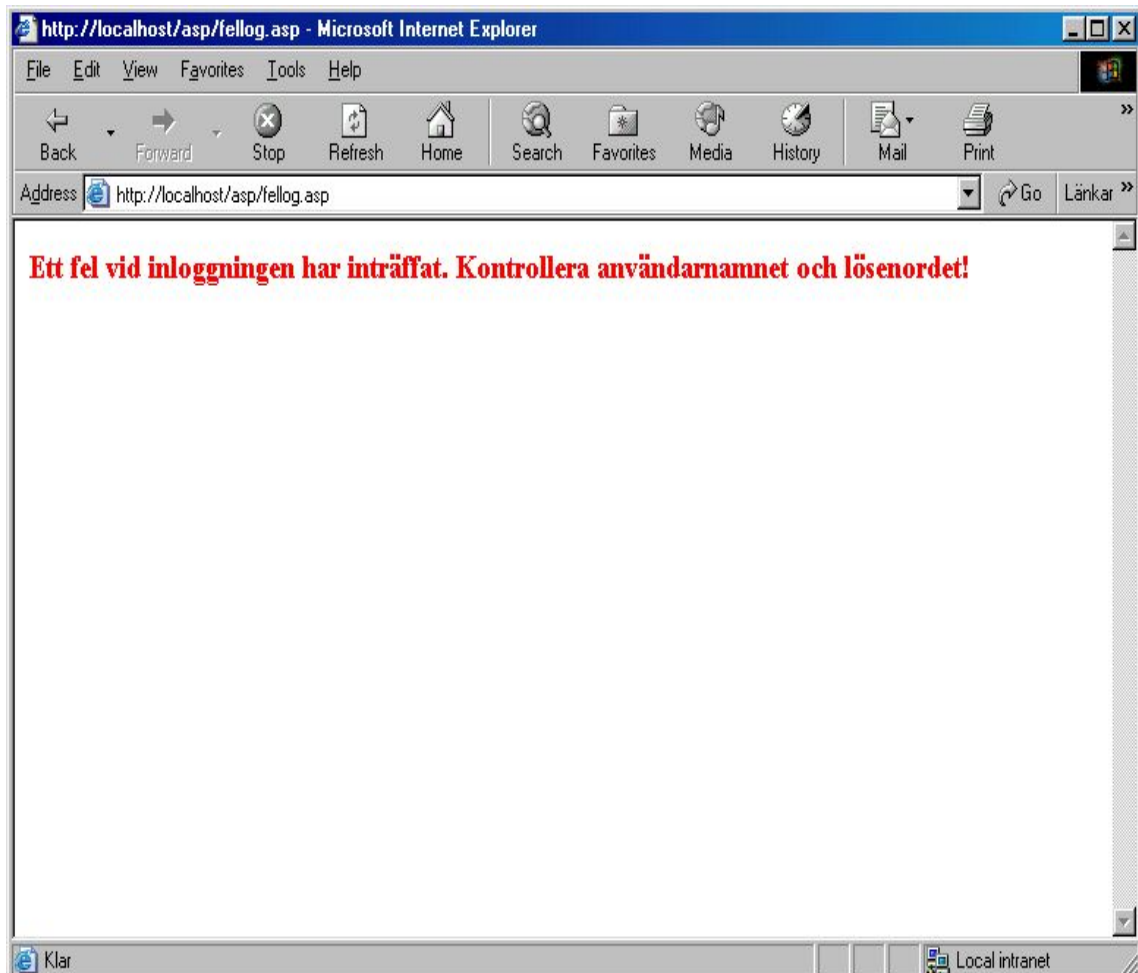 http://localhost/asp/fellog.asp - Microsoft Internet Explorer
File Edit View Favorites Tools Help
Back Forward Stop Refresh Home Search Favorites Media History Mail Print »
Address http://localhost/asp/fellog.asp Go Länkar »
Ett fel vid inloggningen har inträffat. Kontrollera användarnamnet och lösenordet!
Klar Local intranet